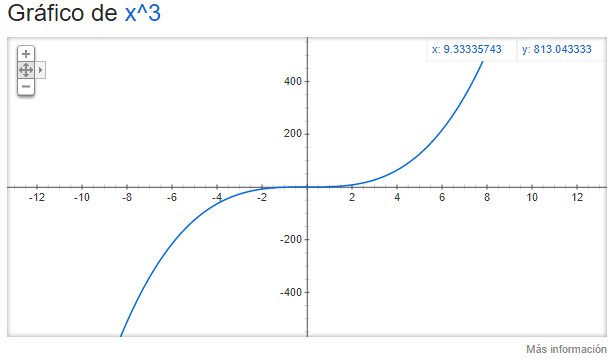 Gráfico de x^3
x: 9.33335743 y: 813.043333
400
200
-12 -10 -8 -6 -4 -2 2 4 6 8 10 12
-200
-400
Más información